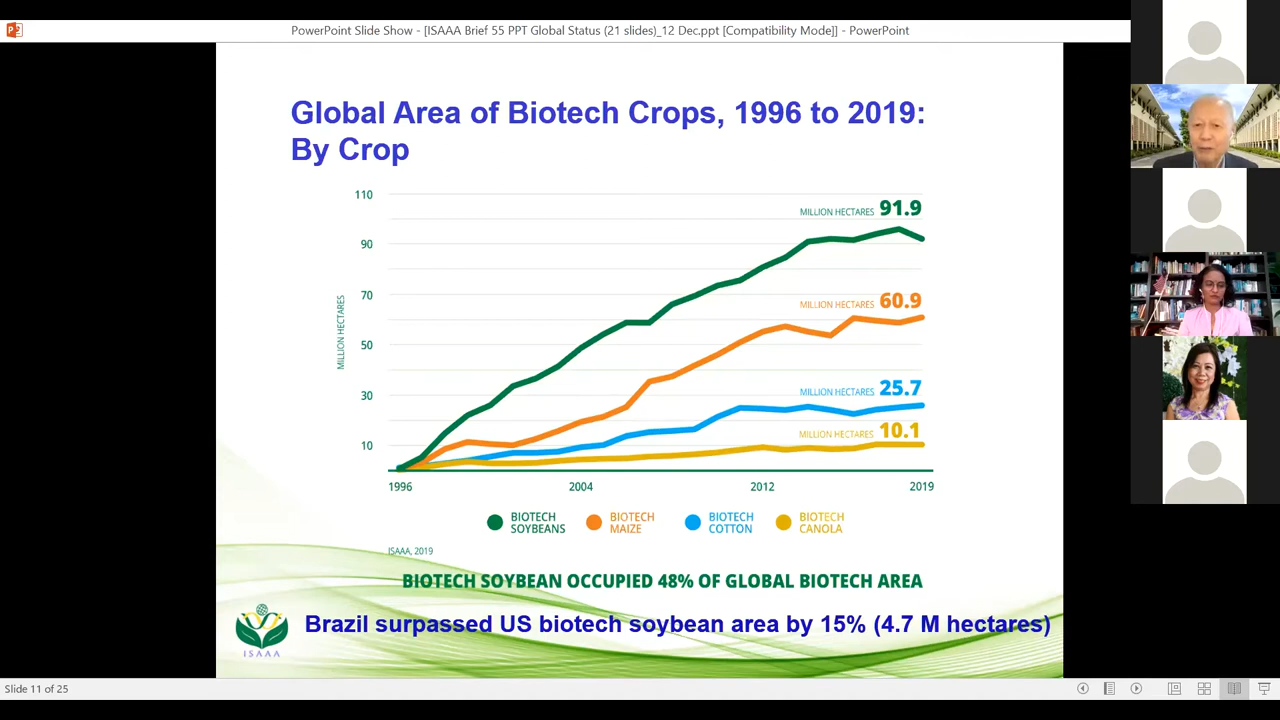 PowerPoint Slide Show - [ISAAA Brief 55 PPT Global Status (21 slides)_12 Dec.ppt [Compatibility Mode]] - PowerPoint
Global Area of Biotech Crops, 1996 to 2019:
By Crop
MILLION HECTARES
110
90
70
50
30
10
MILLION HECTARES 91.9
MILLION HECTARES 60.9
MILLION HECTARES 25.7
MILLION HECTARES 10.1
1996 2004 2012 2019
BIOTECH SOYBEANS
BIOTECH MAIZE
BIOTECH COTTON
BIOTECH CANOLA
ISAAA, 2019
BIOTECH SOYBEAN OCCUPIED 48% OF GLOBAL BIOTECH AREA
Brazil surpassed US biotech soybean area by 15% (4.7 M hectares)
ISAAA
Slide 11 of 25